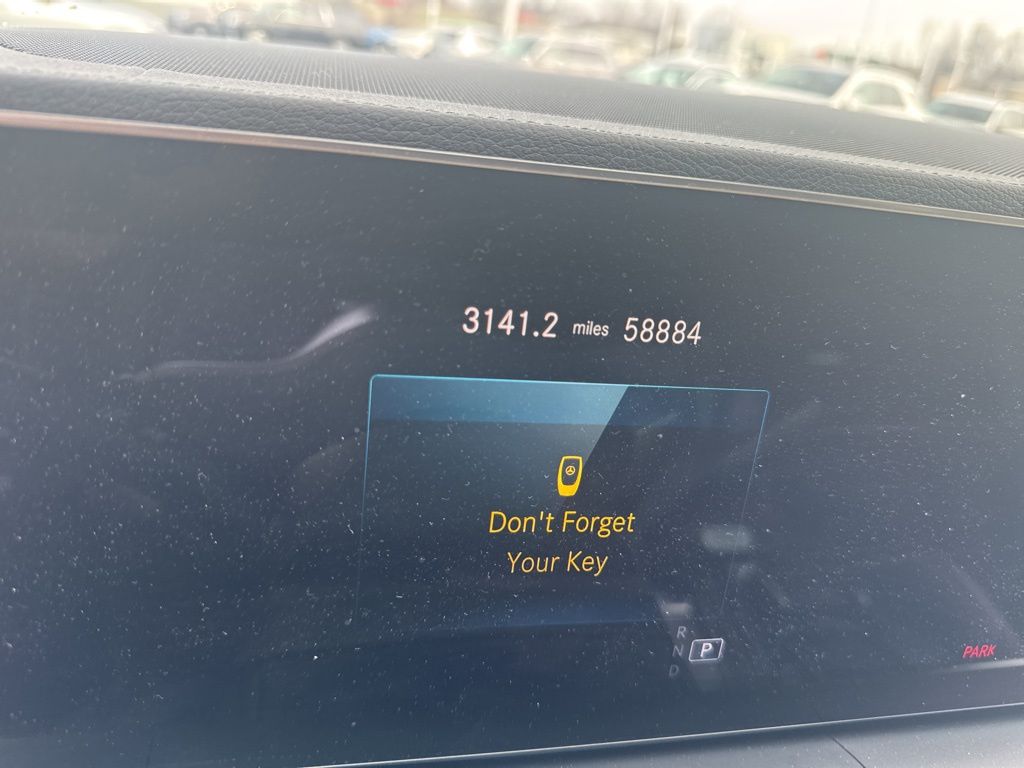 3141.2 miles 58884
Don't Forget
Your Key
R
N P
D
PARK